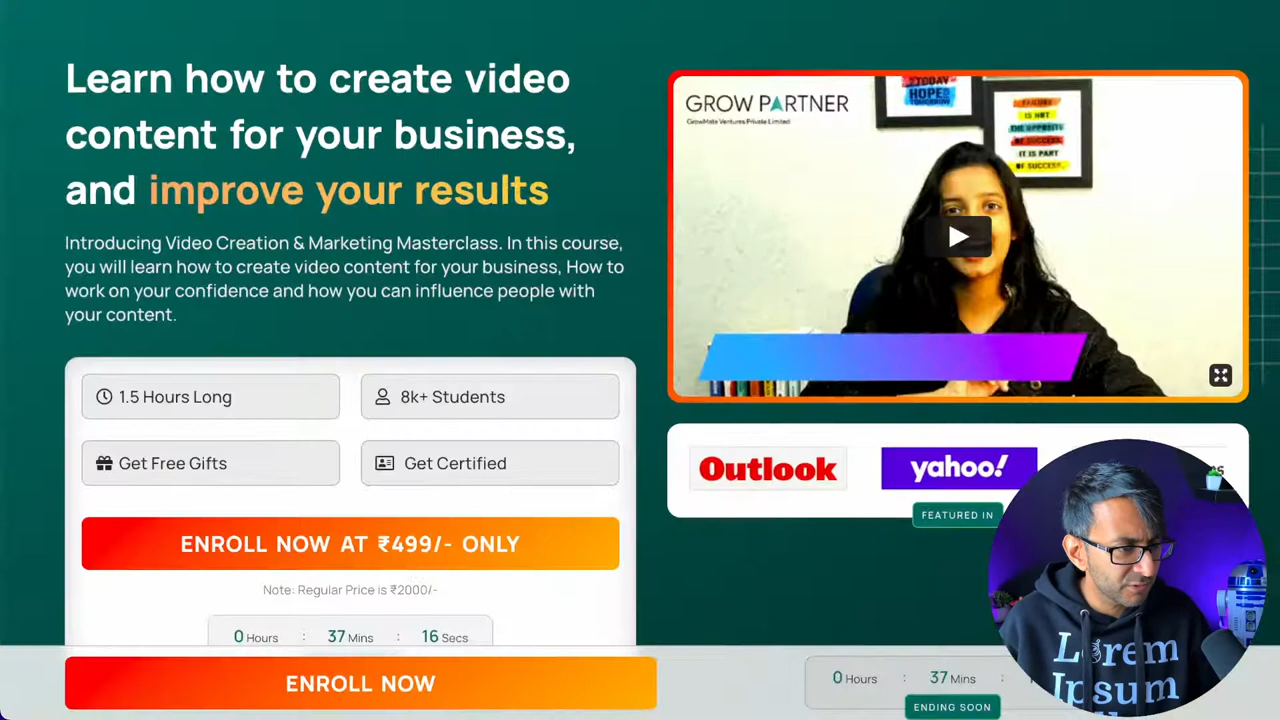 Learn how to create video
content for your business,
and improve your results
Introducing Video Creation & Marketing Masterclass. In this course,
you will learn how to create video content for your business, How to
work on your confidence and how you can influence people with
your content.
1.5 Hours Long
8k+ Students
Get Free Gifts
Get Certified
ENROLL NOW AT ₹499/- ONLY
Note: Regular Price is ₹2000/-
0 Hours : 37 Mins : 16 Secs
ENROLL NOW
GROW PARTNER
GrowMate Ventures Private Limited
TODAY
HOPE
TOMORROW
FAILURE
IS NOT
THE OPPOSITE
OF SUCCESS,
IT IS PART
OF SUCCESS.
Outlook
yahoo!
FEATURED IN
0 Hours : 37 Mins :
ENDING SOON
Lorem
Ipsum